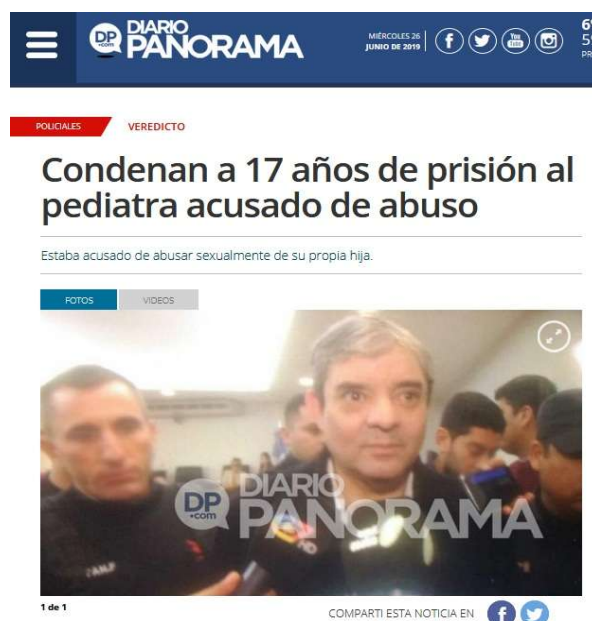 DP
.com
DIARIO
PANORAMA
MIÉRCOLES 26
JUNIO DE 2019
POLICIALES
VEREDICTO
Condenan a 17 años de prisión al
pediatra acusado de abuso
Estaba acusado de abusar sexualmente de su propia hija.
FOTOS
VIDEOS
DP
.com
DIARIO
PANORAMA
1 de 1
COMPARTI ESTA NOTICIA EN